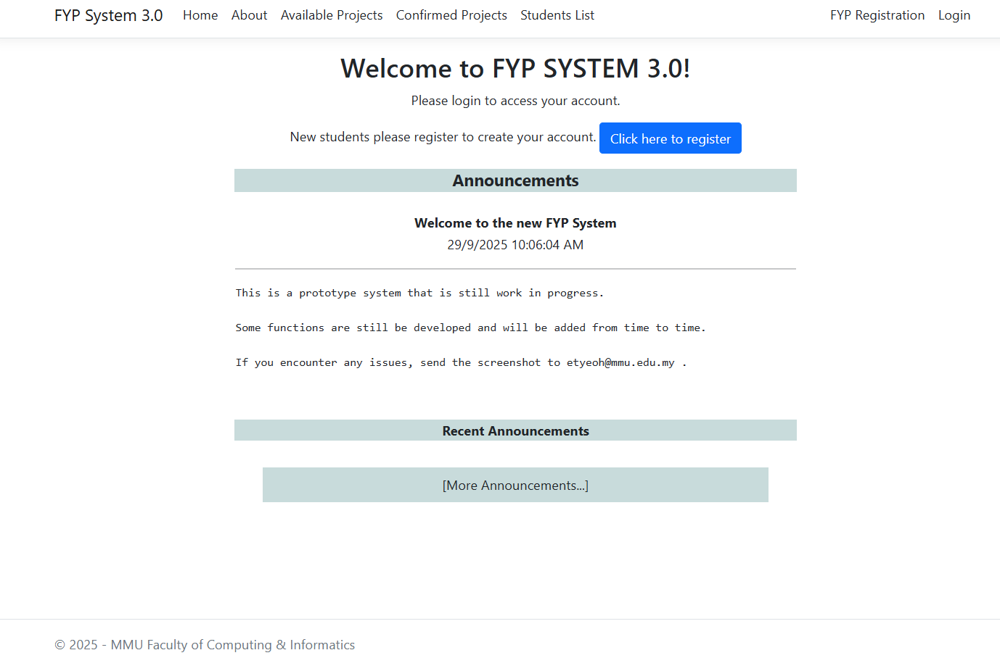 FYP System 3.0 Home About Available Projects Confirmed Projects Students List FYP Registration Login
Welcome to FYP SYSTEM 3.0!
Please login to access your account.
New students please register to create your account. Click here to register
Announcements
Welcome to the new FYP System
29/9/2025 10:06:04 AM
This is a prototype system that is still work in progress.
Some functions are still be developed and will be added from time to time.
If you encounter any issues, send the screenshot to etyeoh@mmu.edu.my .
Recent Announcements
[More Announcements...]
© 2025 - MMU Faculty of Computing & Informatics